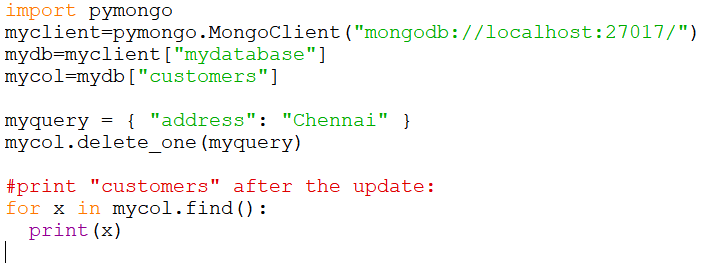 import pymongo
myclient=pymongo.MongoClient("mongodb://localhost:27017/")
mydb=myclient["mydatabase"]
mycol=mydb["customers"]

myquery = { "address": "Chennai" }
mycol.delete_one(myquery)

#print "customers" after the update:
for x in mycol.find():
  print(x)